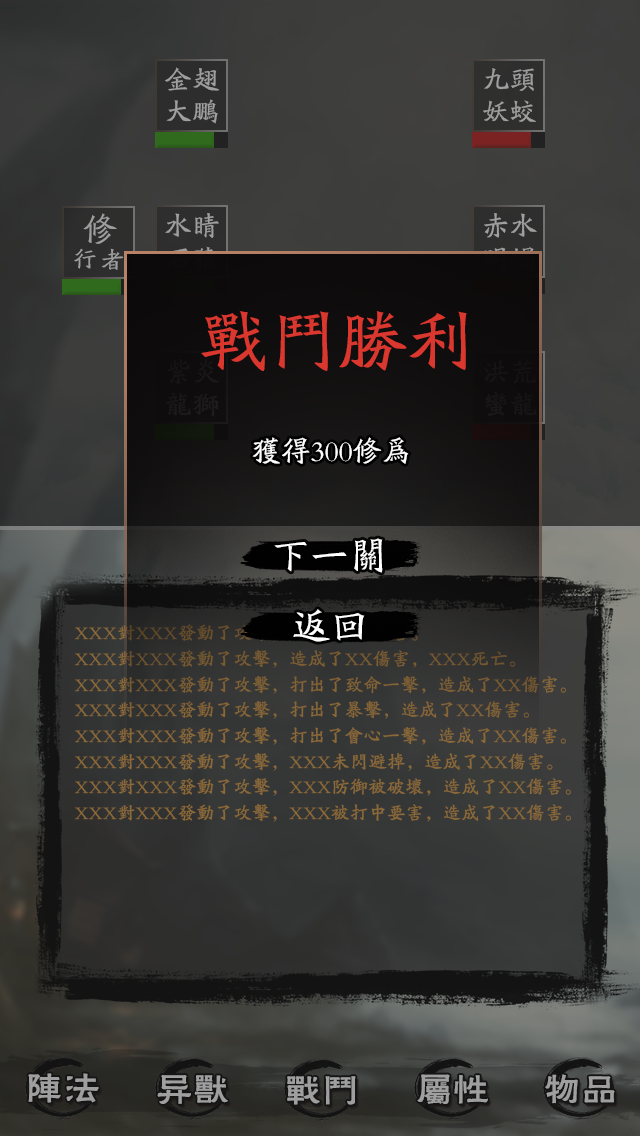 金翅
大鵬
九頭
妖蛟
修
行者
水睛
赤水
戰鬥勝利
紫炎
龍獅
洪荒
蠻龍
獲得300修爲
下一關
返回
XXX對XXX發動了攻
XXX對XXX發動了攻擊，造成了XX傷害，XXX死亡。
XXX對XXX發動了攻擊，打出了致命一擊，造成了XX傷害。
XXX對XXX發動了攻擊，打出了暴擊，造成了XX傷害。
XXX對XXX發動了攻擊，打出了會心一擊，造成了XX傷害。
XXX對XXX發動了攻擊，XXX未閃避掉，造成了XX傷害。
XXX對XXX發動了攻擊，XXX防御被破壞，造成了XX傷害。
XXX對XXX發動了攻擊，XXX被打中要害，造成了XX傷害。
陣法
异獸
戰鬥
屬性
物品